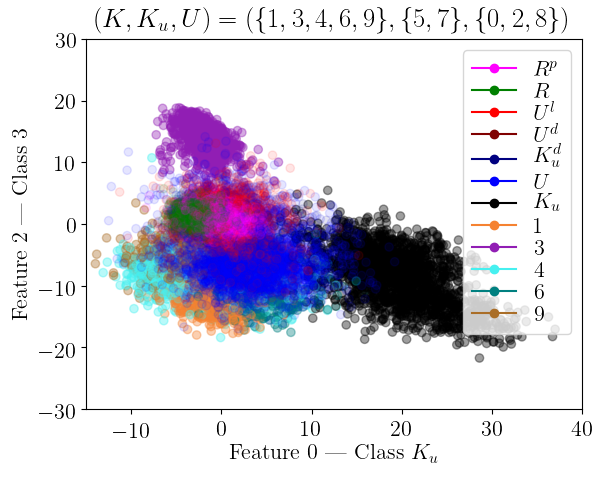 (K, K_u, U) = ({1, 3, 4, 6, 9}, {5, 7}, {0, 2, 8})
30
20
10
0
−10
−20
−30
Feature 2 — Class 3
R^p
R
U^l
U^d
K_u^d
U
K_u
1
3
4
6
9
−10
0
10
20
30
40
Feature 0 — Class K_u